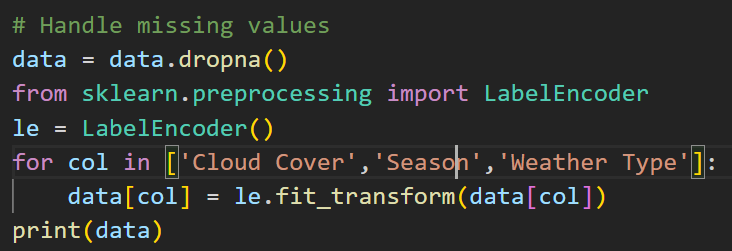 # Handle missing values
data = data.dropna()
from sklearn.preprocessing import LabelEncoder
le = LabelEncoder()
for col in ['Cloud Cover','Season','Weather Type']:
    data[col] = le.fit_transform(data[col])
print(data)